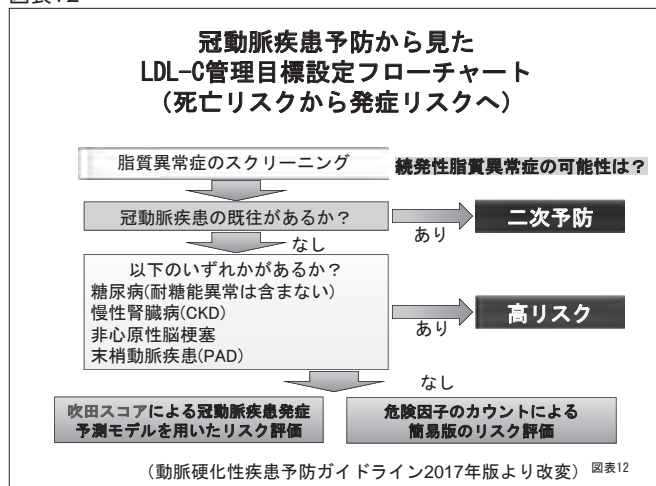 冠動脈疾患予防から見た
LDL-C管理目標設定フローチャート
（死亡リスクから発症リスクへ）
脂質異常症のスクリーニング
続発性脂質異常症の可能性は？
冠動脈疾患の既往があるか？
あり
二次予防
なし
以下のいずれかがあるか？
糖尿病(耐糖能異常は含まない)
慢性腎臓病(CKD)
非心原性脳梗塞
末梢動脈疾患(PAD)
あり
高リスク
なし
吹田スコアによる冠動脈疾患発症
予測モデルを用いたリスク評価
危険因子のカウントによる
簡易版のリスク評価
（動脈硬化性疾患予防ガイドライン2017年版より改変）
図表12